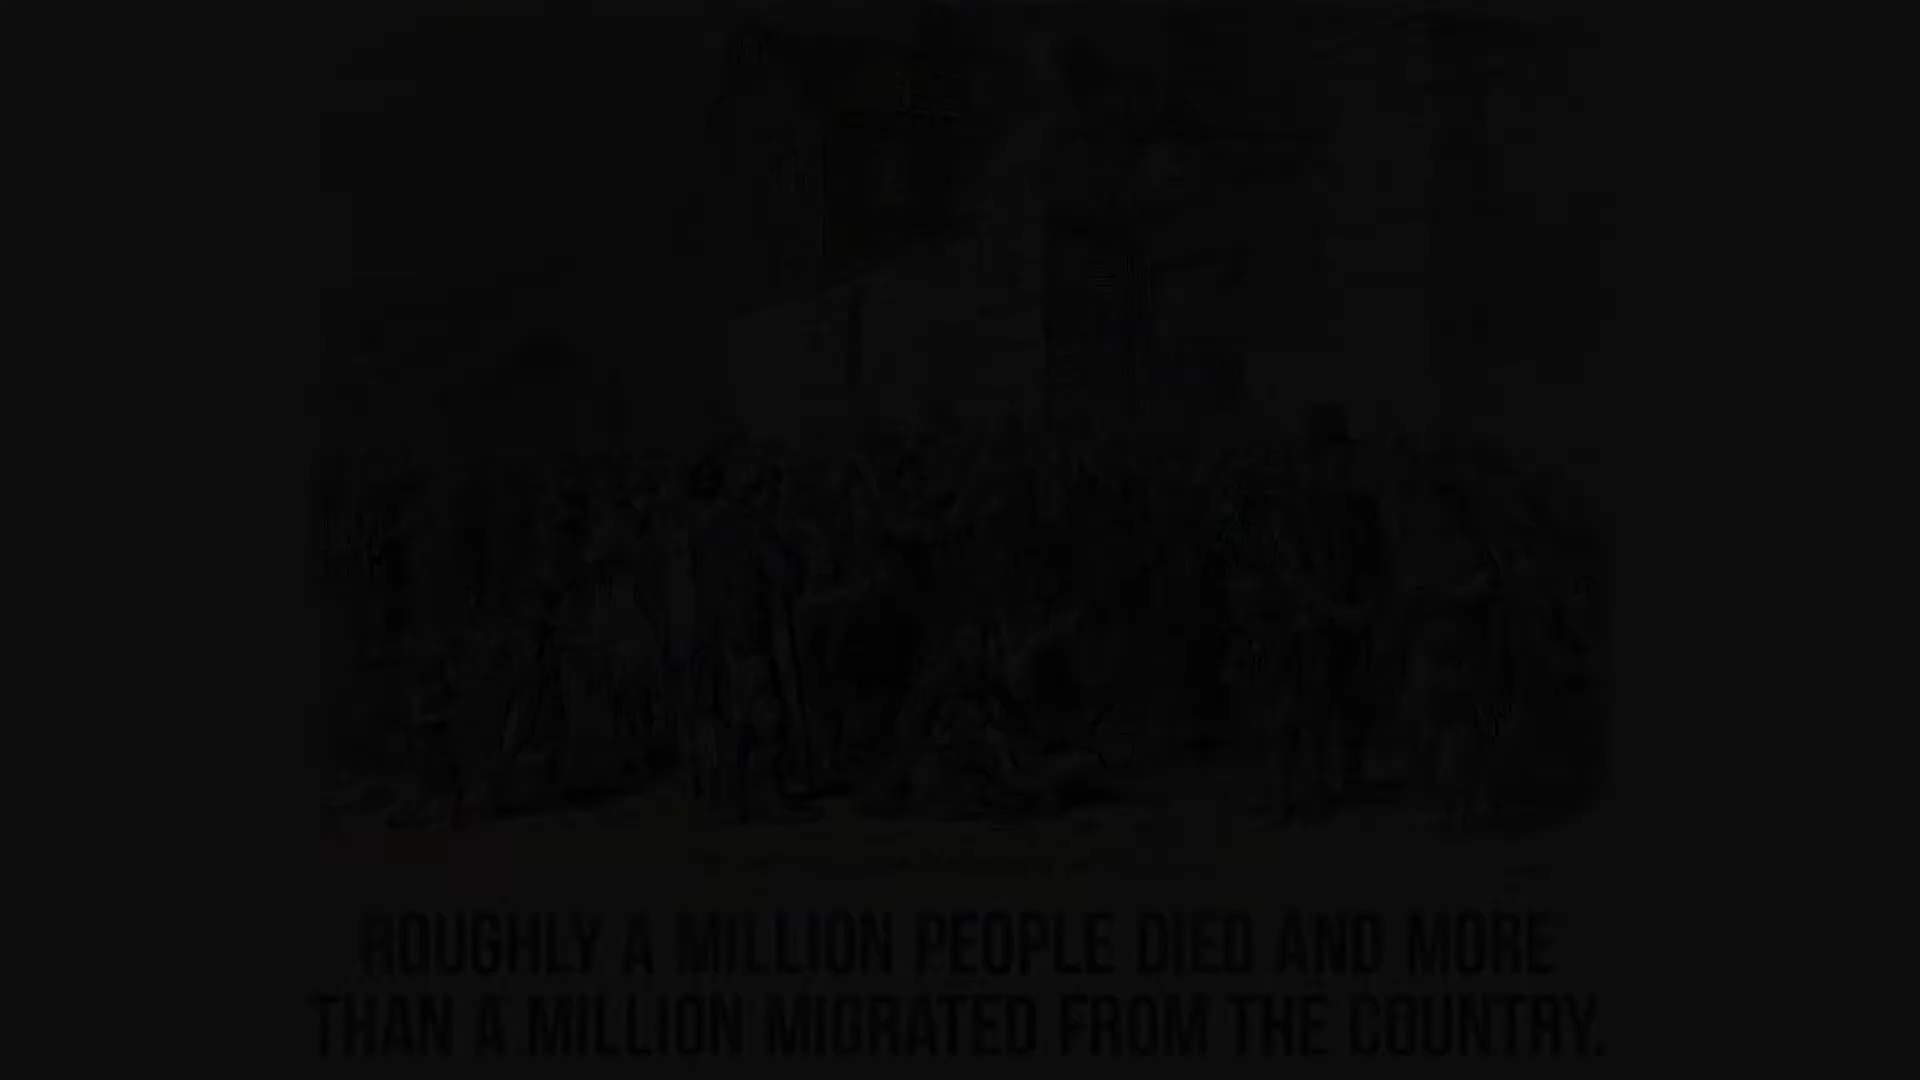 ROUGHLY A MILLION PEOPLE DIED AND MORE
THAN A MILLION MIGRATED FROM THE COUNTRY.